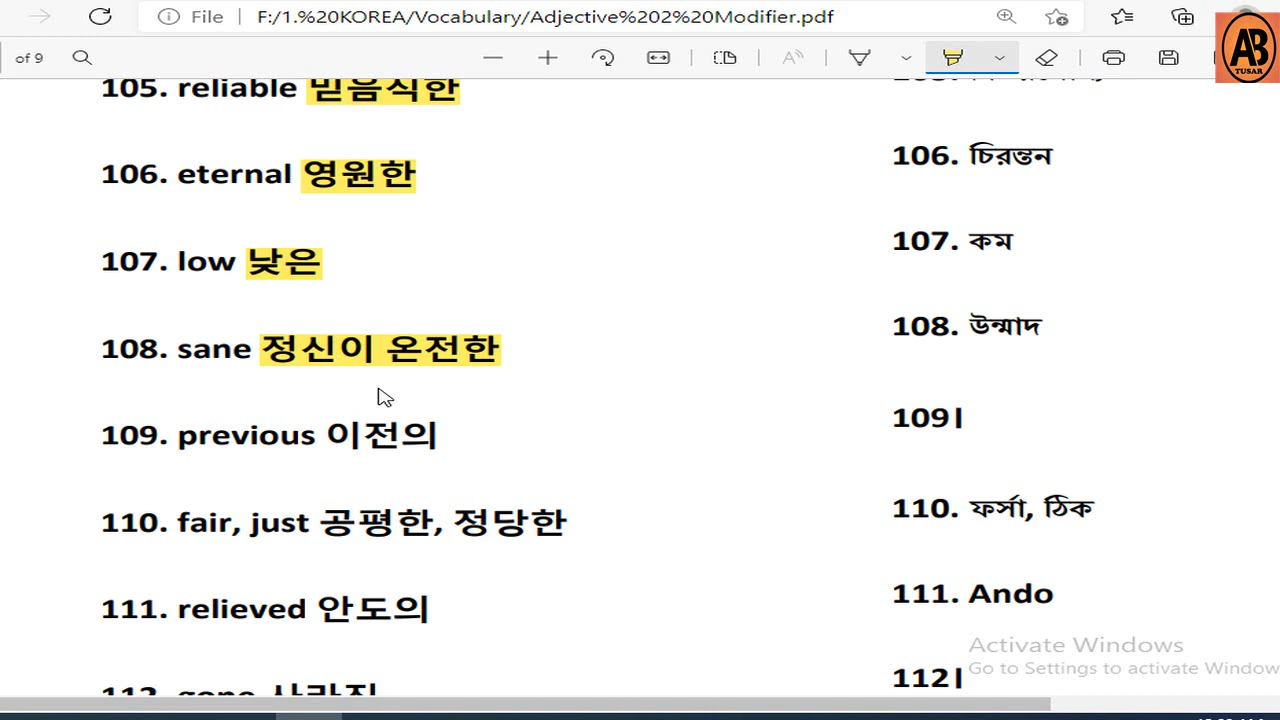 File F:/1.%20KOREA/Vocabulary/Adjective%202%20Modifier.pdf
AB
TUSAR
of 9
105. reliable 믿음직한
106. eternal 영원한
106. চিরন্তন
107. low 낮은
107. কম
108. sane 정신이 온전한
108. উন্মাদ
109. previous 이전의
109।
110. fair, just 공평한, 정당한
110. ফর্সা, ঠিক
111. relieved 안도의
111. Ando
Activate Windows
Go to Settings to activate Window
112।